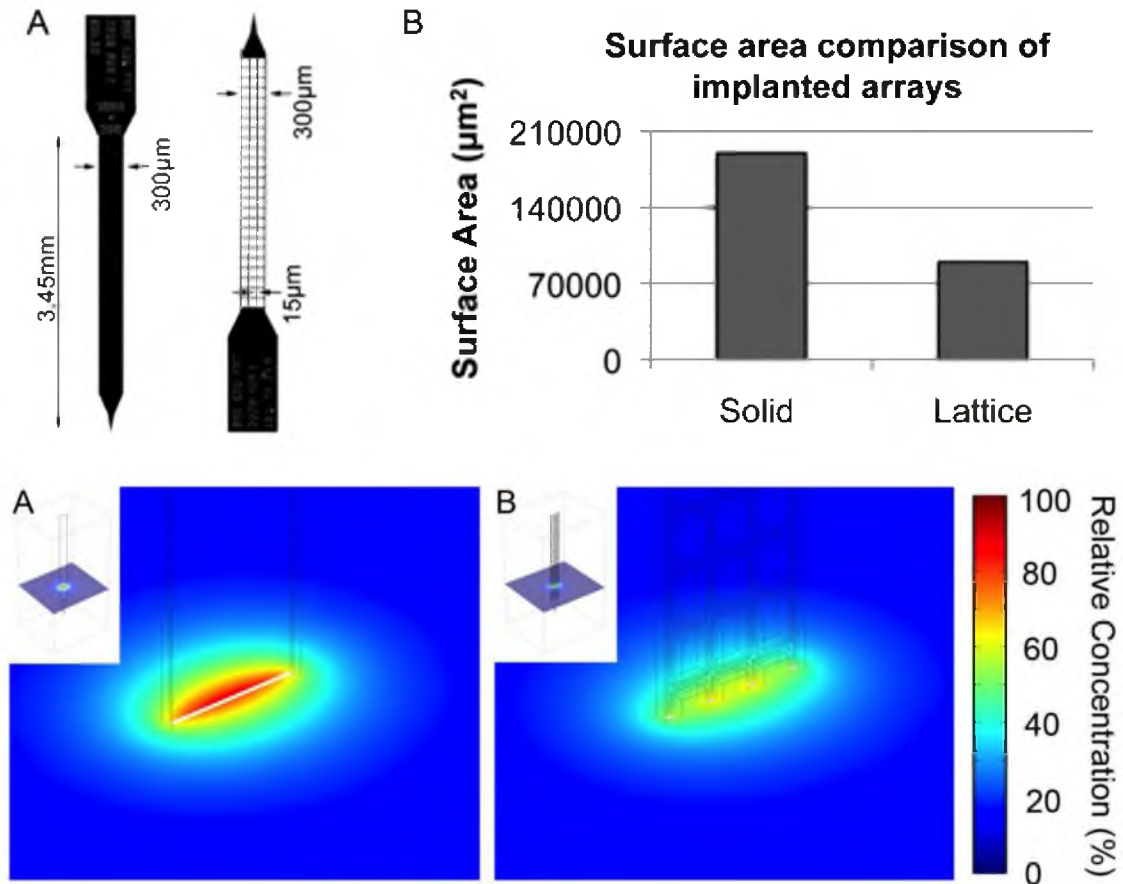 A
3.45mm
300µm
300µm
15µm
B
Surface area comparison of
implanted arrays
Surface Area (µm²)
210000
140000
70000
0
Solid
Lattice
A
B
100
80
60
40
20
0
Relative Concentration (%)